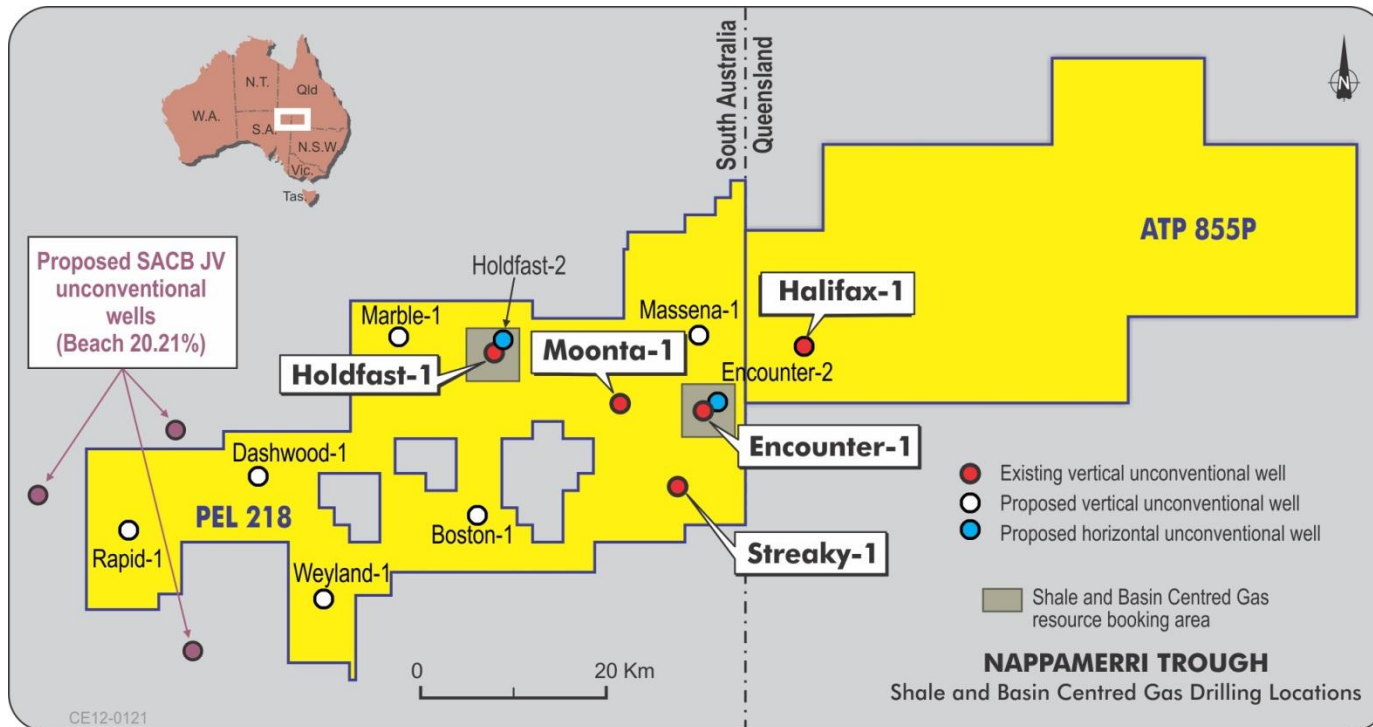 N.T.
Qld
W.A.
S.A.
N.S.W
Vic.
Tas.
South Australia
Queensland
N
ATP 855P
Proposed SACB JV
unconventional
wells
(Beach 20.21%)
Holdfast-2
Marble-1
Massena-1
Halifax-1
Moonta-1
Holdfast-1
Encounter-2
Encounter-1
Dashwood-1
PEL 218
Boston-1
Rapid-1
Streaky-1
Weyland-1
Existing vertical unconventional well
Proposed vertical unconventional well
Proposed horizontal unconventional well
Shale and Basin Centred Gas
resource booking area
0 20 Km
NAPPAMERRI TROUGH
Shale and Basin Centred Gas Drilling Locations
CE12-0121